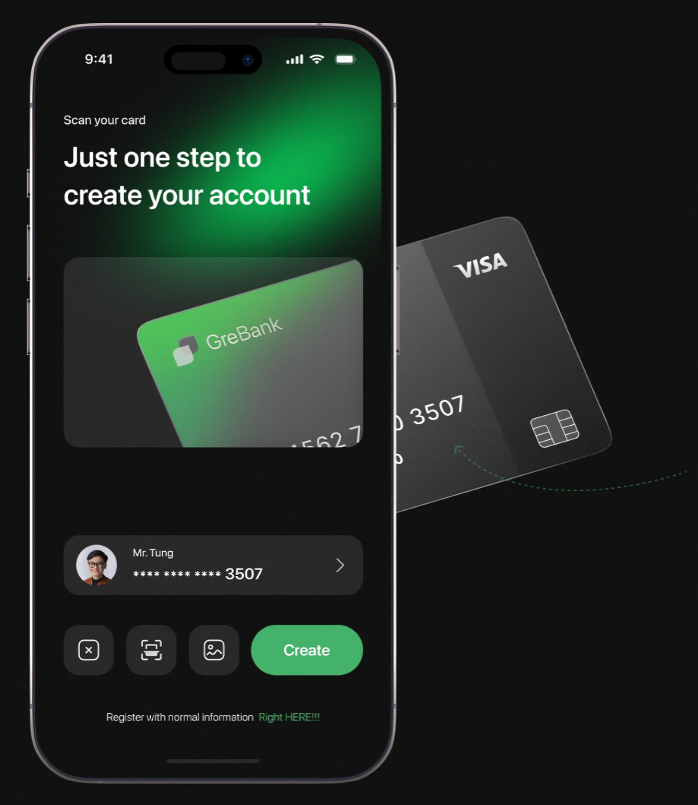 9:41
Scan your card
Just one step to
create your account
VISA
GreBank
4562 7
0 3507
Mr. Tung
**** **** **** 3507
Create
Register with normal information Right HERE!!!